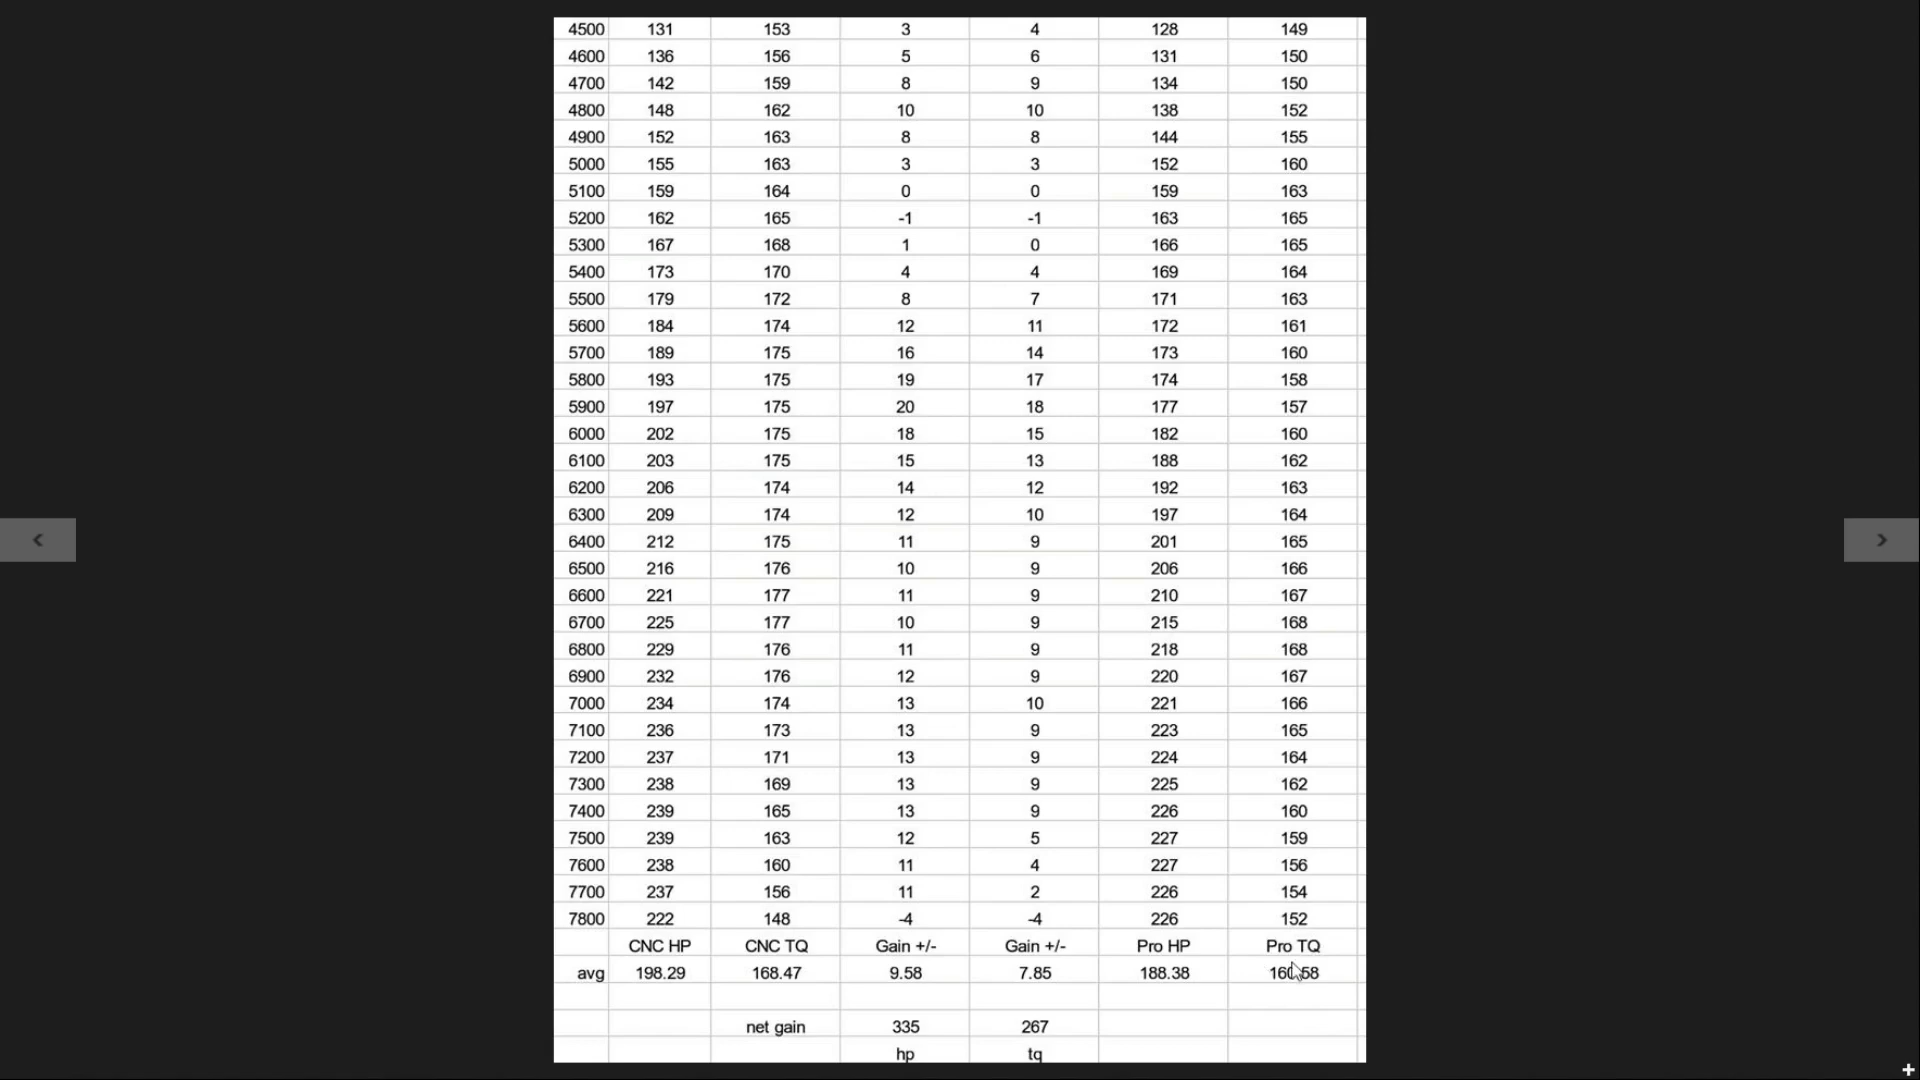 4500 131 153 3 4 128 149
4600 136 156 5 6 131 150
4700 142 159 8 9 134 150
4800 148 162 10 10 138 152
4900 152 163 8 8 144 155
5000 155 163 3 3 152 160
5100 159 164 0 0 159 163
5200 162 165 -1 -1 163 165
5300 167 168 1 0 166 165
5400 173 170 4 4 169 164
5500 179 172 8 7 171 163
5600 184 174 12 11 172 161
5700 189 175 16 14 173 160
5800 193 175 19 17 174 158
5900 197 175 20 18 177 157
6000 202 175 18 15 182 160
6100 203 175 15 13 188 162
6200 206 174 14 12 192 163
6300 209 174 12 10 197 164
6400 212 175 11 9 201 165
6500 216 176 10 9 206 166
6600 221 177 11 9 210 167
6700 225 177 10 9 215 168
6800 229 176 11 9 218 168
6900 232 176 12 9 220 167
7000 234 174 13 10 221 166
7100 236 173 13 9 223 165
7200 237 171 13 9 224 164
7300 238 169 13 9 225 162
7400 239 165 13 9 226 160
7500 239 163 12 5 227 159
7600 238 160 11 4 227 156
7700 237 156 11 2 226 154
7800 222 148 -4 -4 226 152
CNC HP CNC TQ Gain +/- Gain +/- Pro HP Pro TQ
avg 198.29 168.47 9.58 7.85 188.38 160.58
net gain 335 267
hp tq